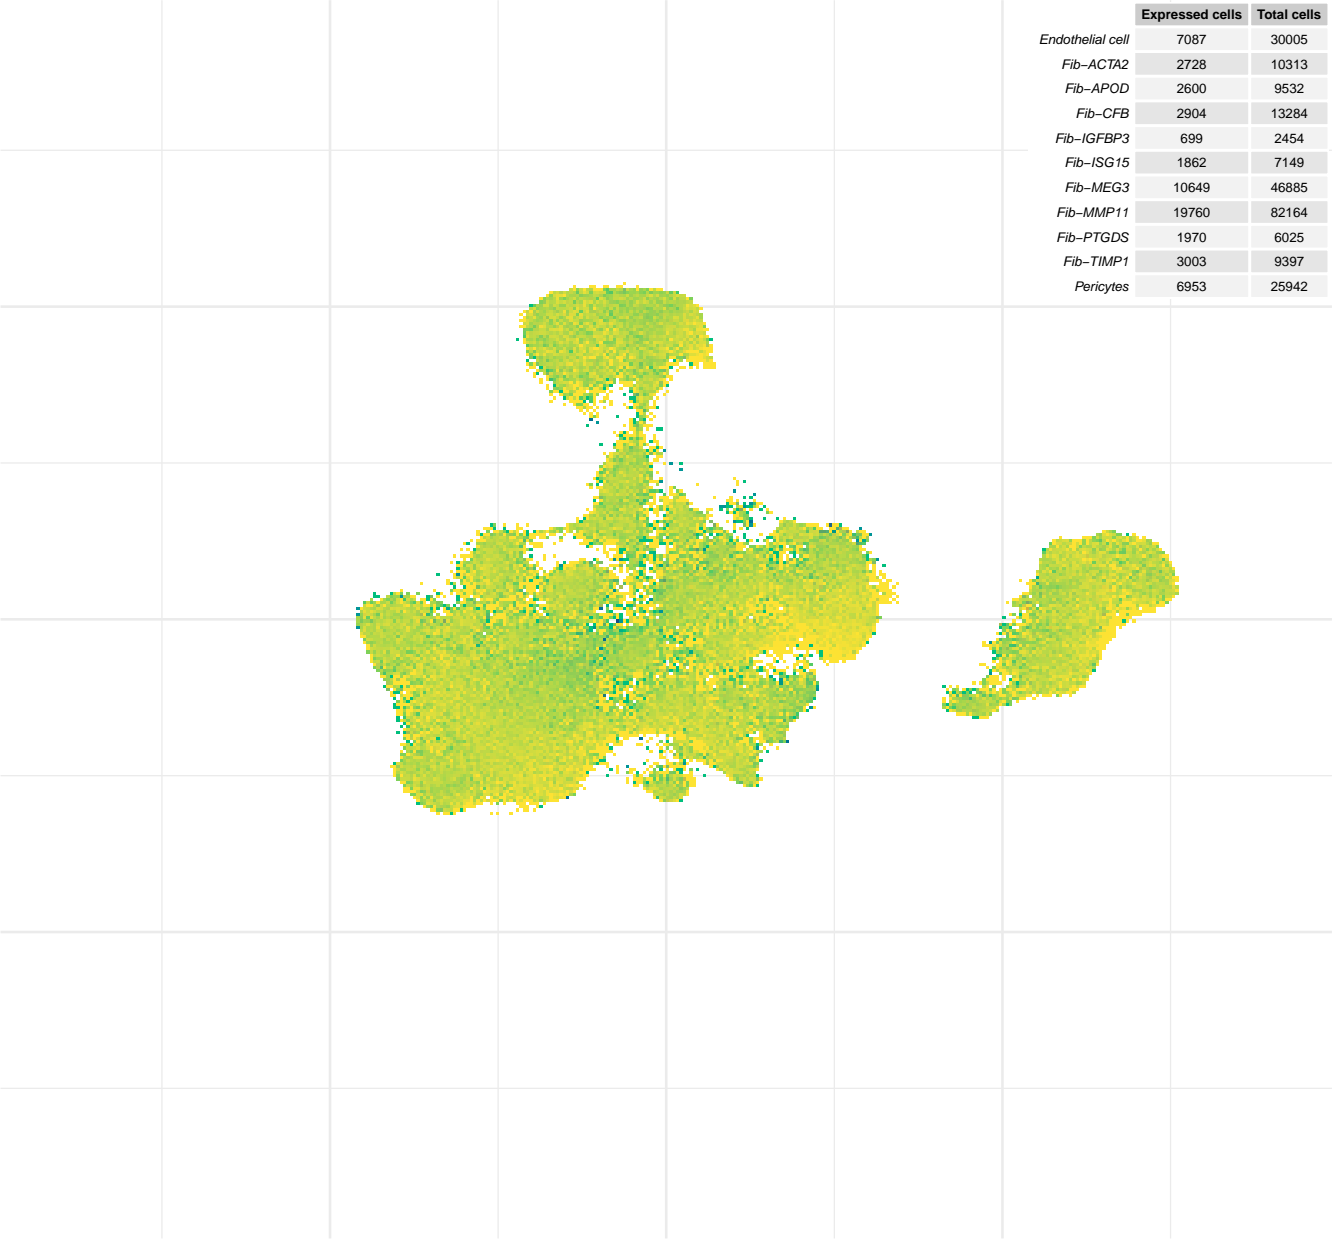 Expressed cells Total cells
Endothelial cell 7087 30005
Fib−ACTA2 2728 10313
Fib−APOD 2600 9532
Fib−CFB 2904 13284
Fib−IGFBP3 699 2454
Fib−ISG15 1862 7149
Fib−MEG3 10649 46885
Fib−MMP11 19760 82164
Fib−PTGDS 1970 6025
Fib−TIMP1 3003 9397
Pericytes 6953 25942